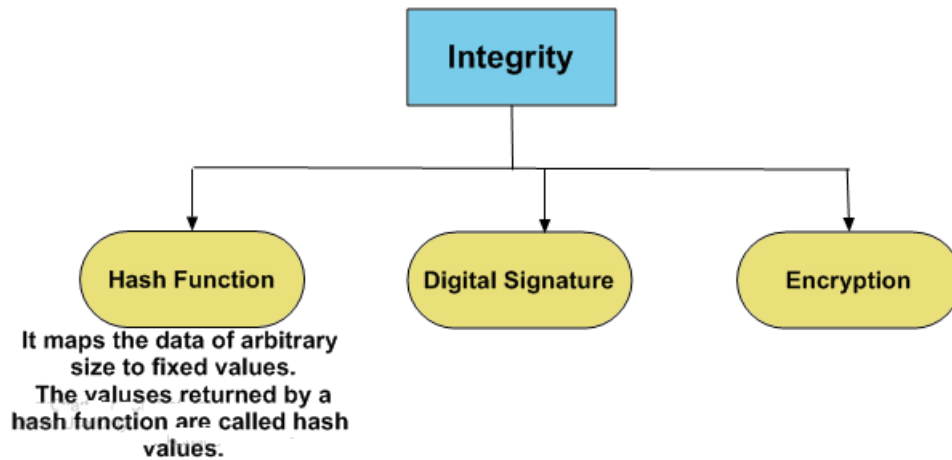 Integrity
Hash Function
Digital Signature
Encryption
It maps the data of arbitrary
size to fixed values.
The valuses returned by a
hash function are called hash
values.